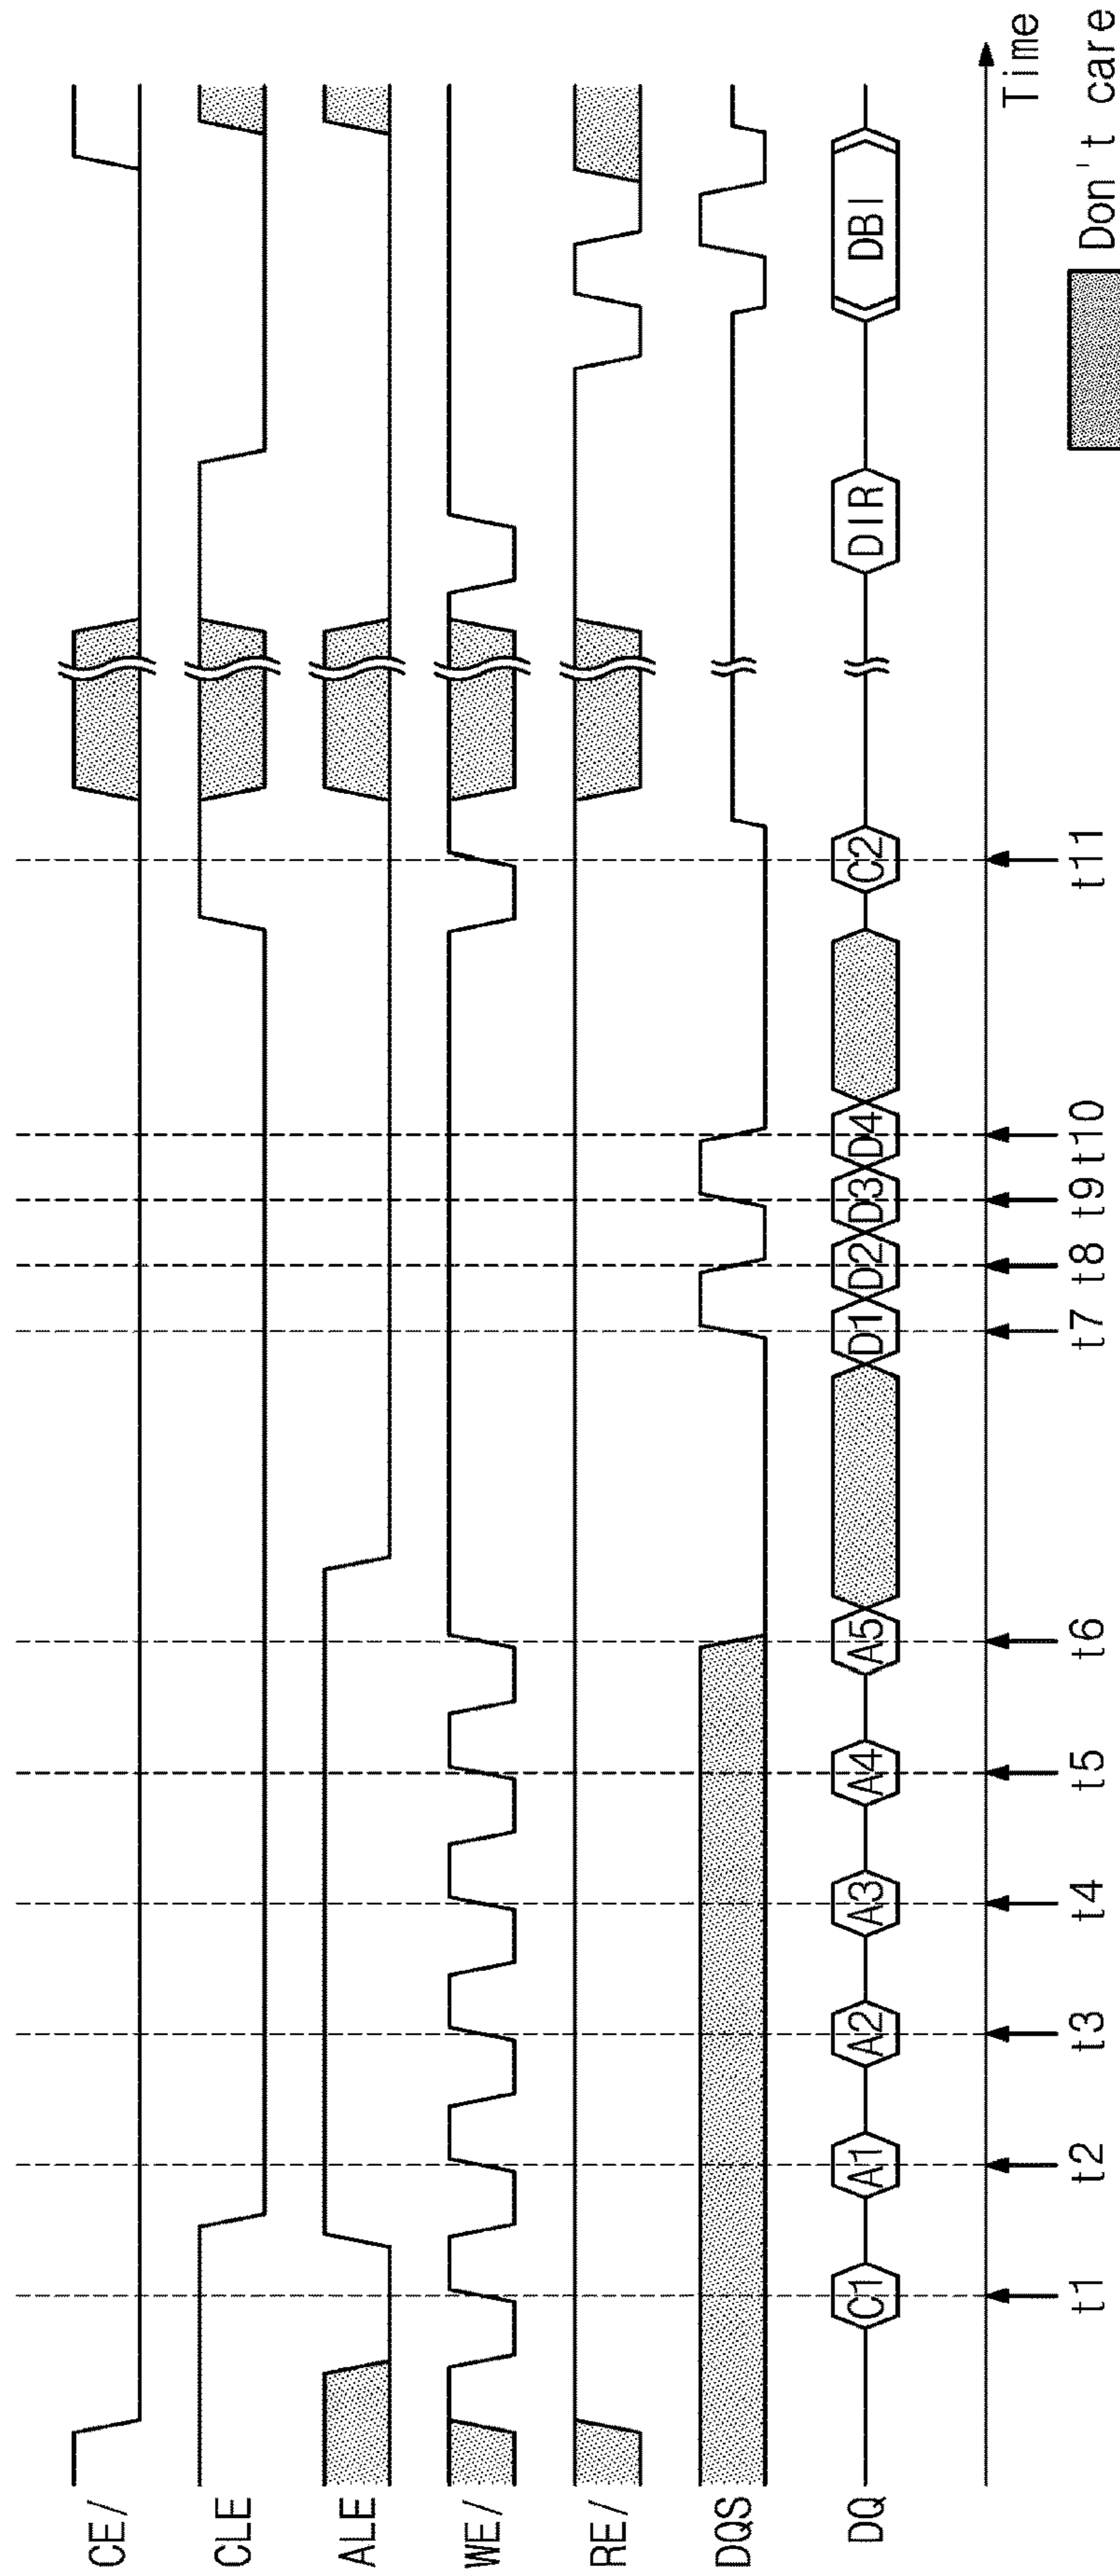 CE/
CLE
ALE
WE/
RE/
DQS
DQ C1 A1 A2 A3 A4 A5 D1 D2 D3 D4 C2 DIR DBI
t1 t2 t3 t4 t5 t6 t7 t8 t9 t10 t11 Time
Don't care